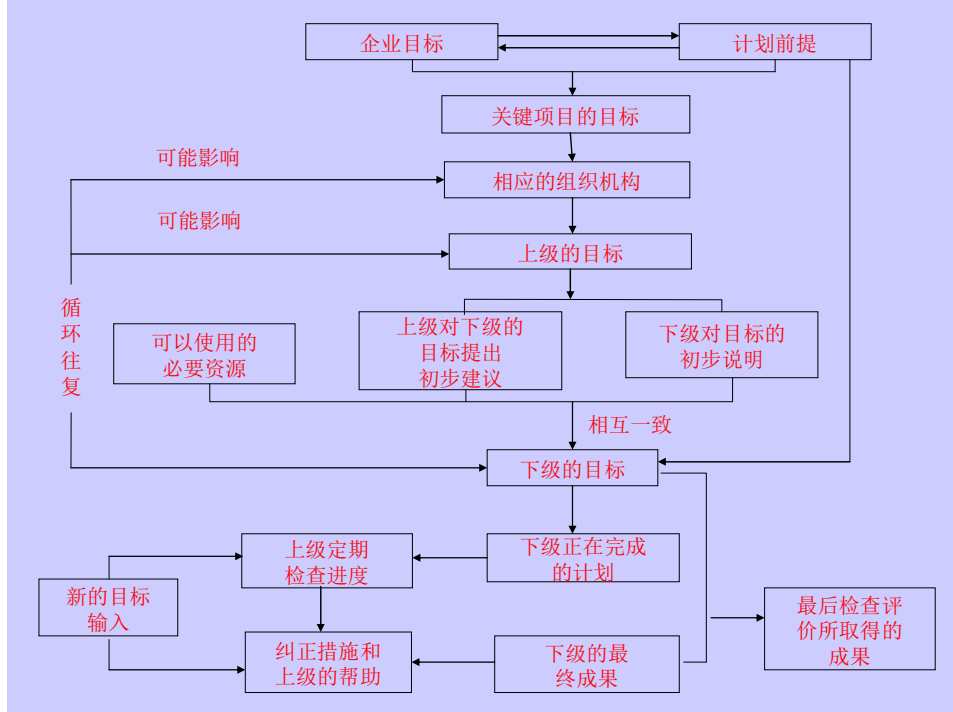 企业目标
计划前提
关键项目的目标
可能影响
相应的组织机构
可能影响
上级的目标
循
环
往
复
可以使用的
必要资源
上级对下级的
目标提出
初步建议
下级对目标的
初步说明
相互一致
下级的目标
上级定期
检查进度
下级正在完成
的计划
新的目标
输入
最后检查评
价所取得的
成果
纠正措施和
上级的帮助
下级的最
终成果